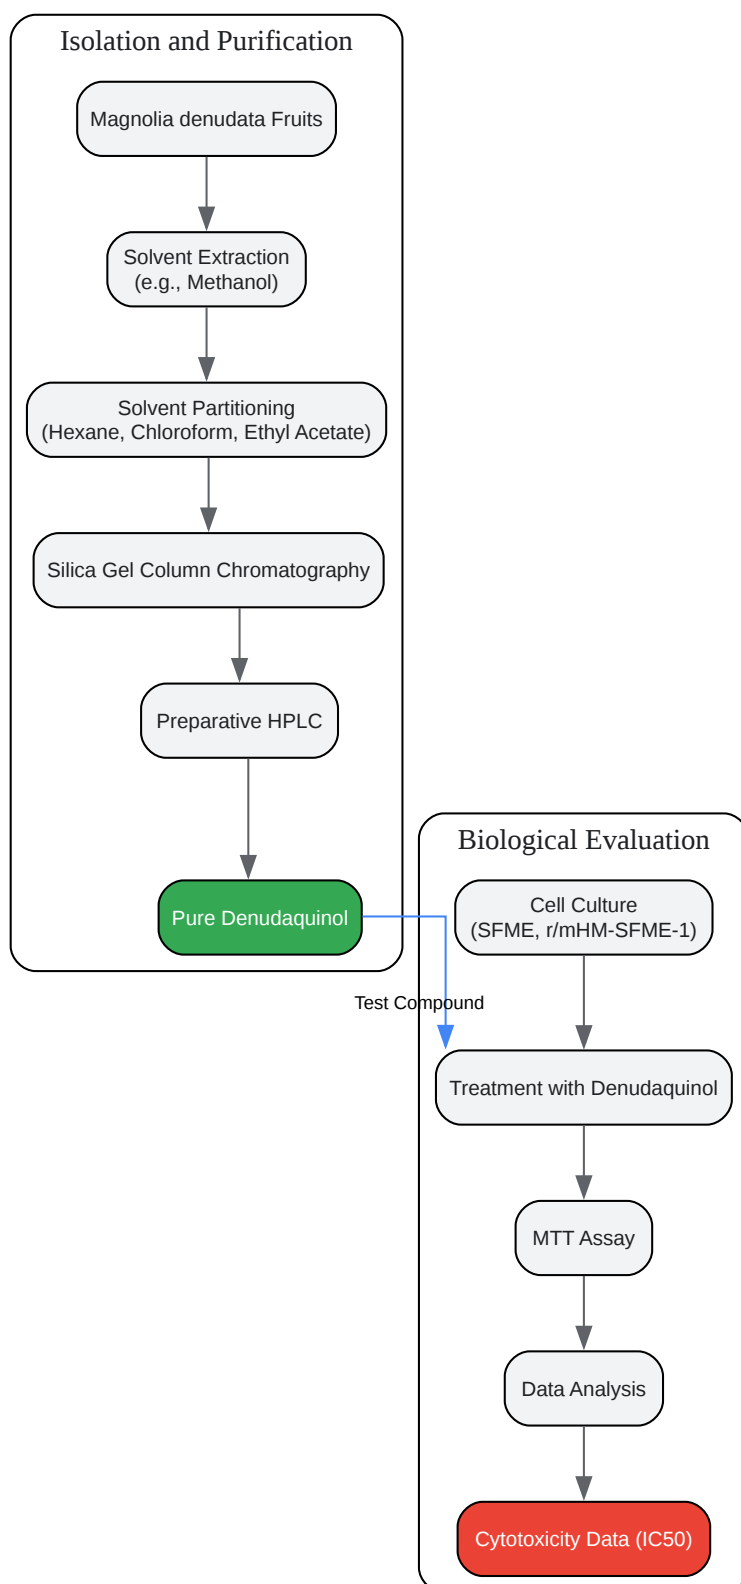 Isolation and Purification
Magnolia denudata Fruits
Solvent Extraction
(e.g., Methanol)
Solvent Partitioning
(Hexane, Chloroform, Ethyl Acetate)
Silica Gel Column Chromatography
Preparative HPLC
Pure Denudaquinol
Test Compound
Biological Evaluation
Cell Culture
(SFME, r/mHM-SFME-1)
Treatment with Denudaquinol
MTT Assay
Data Analysis
Cytotoxicity Data (IC50)